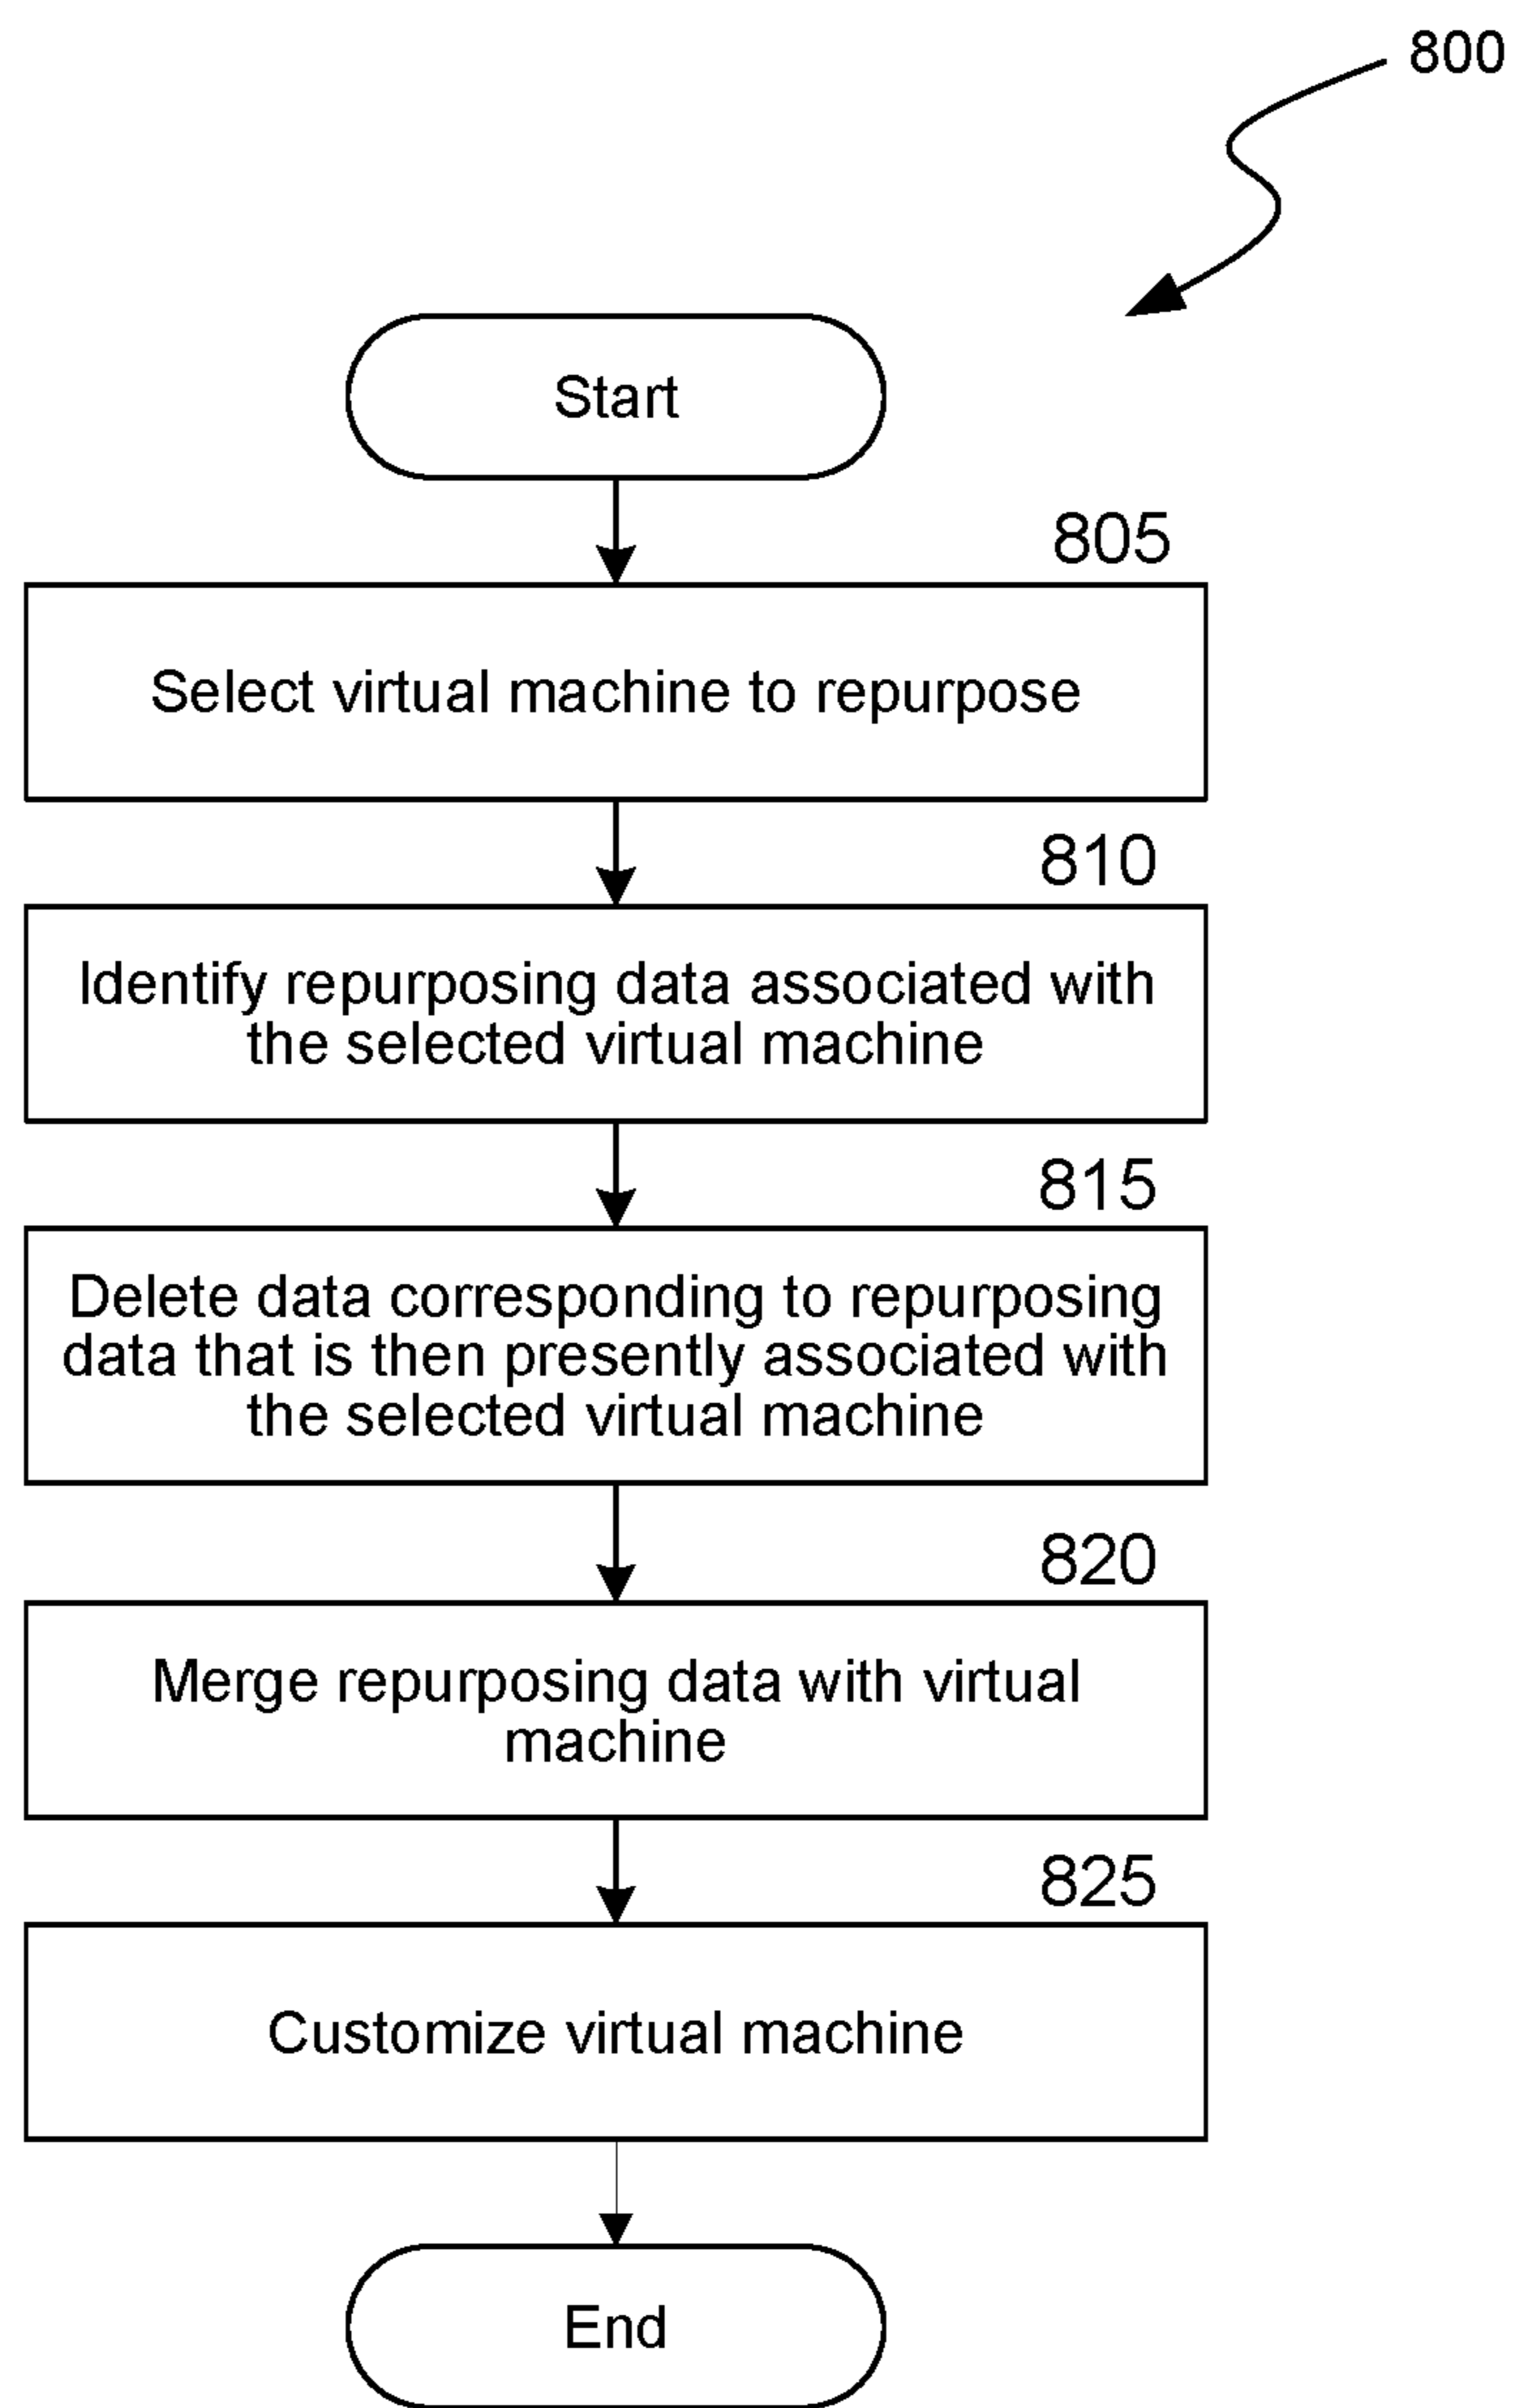 800
Start
805
Select virtual machine to repurpose
810
Identify repurposing data associated with
the selected virtual machine
815
Delete data corresponding to repurposing
data that is then presently associated with
the selected virtual machine
820
Merge repurposing data with virtual
machine
825
Customize virtual machine
End